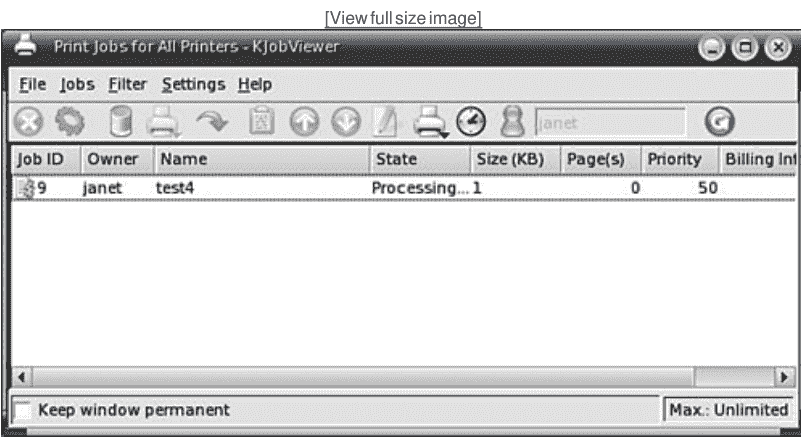 [View full size image]
Print Jobs for All Printers - KJobViewer
File Jobs Filter Settings Help
janet
Job ID Owner Name State Size (KB) Page(s) Priority Billing Inf
9 janet test4 Processing... 1 0 50
Keep window permanent Max.: Unlimited